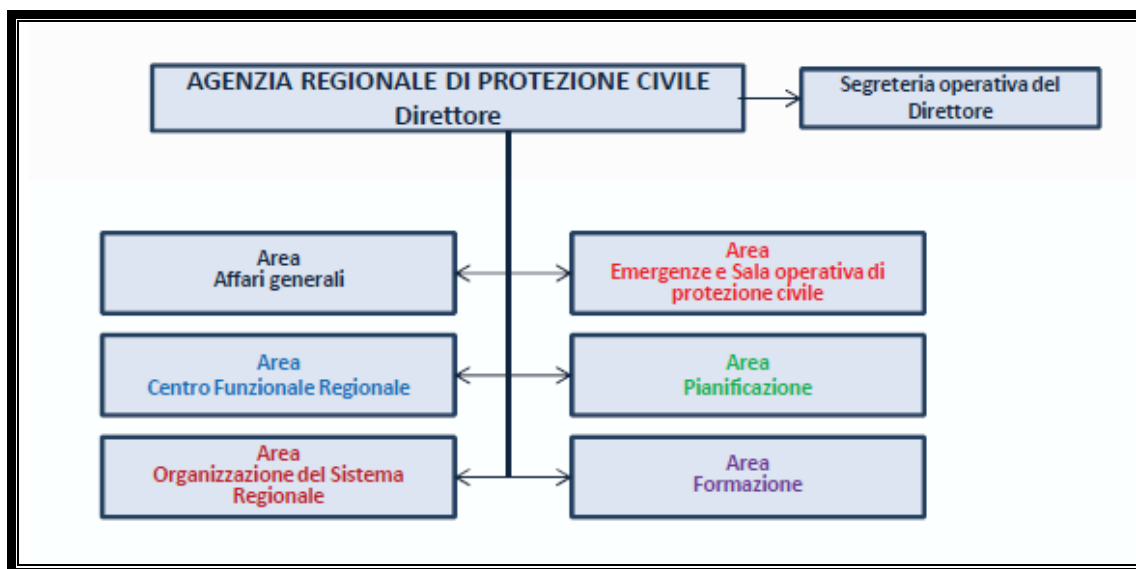 AGENZIA REGIONALE DI PROTEZIONE CIVILE
Direttore
Segreteria operativa del
Direttore
Area
Affari generali
Area
Emergenze e Sala operativa di
protezione civile
Area
Centro Funzionale Regionale
Area
Pianificazione
Area
Organizzazione del Sistema
Regionale
Area
Formazione